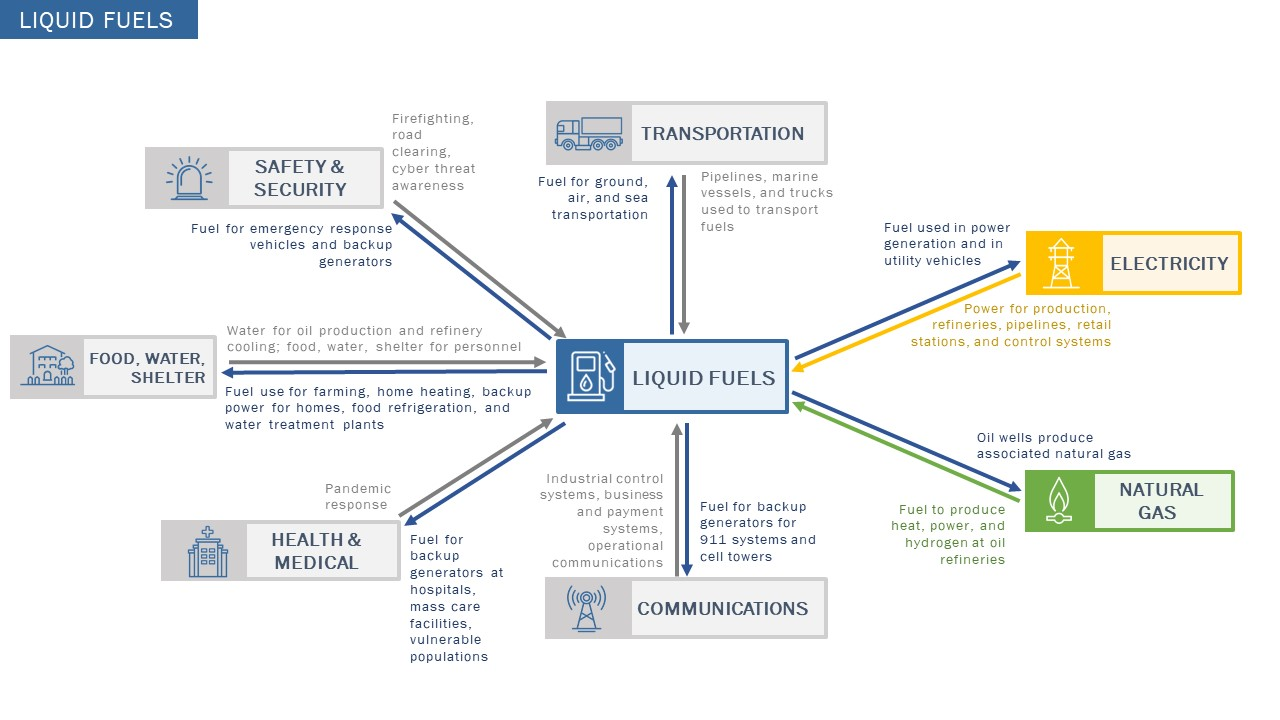 LIQUID FUELS
Firefighting,
road
clearing,
cyber threat
awareness
SAFETY &
SECURITY
Fuel for emergency response
vehicles and backup
generators
TRANSPORTATION
Fuel for ground,
air, and sea
transportation
Pipelines, marine
vessels, and trucks
used to transport
fuels
Fuel used in power
generation and in
utility vehicles
ELECTRICITY
Power for production,
refineries, pipelines, retail
stations, and control systems
Water for oil production and refinery
cooling; food, water, shelter for personnel
FOOD, WATER,
SHELTER
Fuel use for farming, home heating, backup
power for homes, food refrigeration, and
water treatment plants
LIQUID FUELS
Oil wells produce
associated natural gas
NATURAL
GAS
Fuel to produce
heat, power, and
hydrogen at oil
refineries
Pandemic
response
HEALTH &
MEDICAL
Fuel for
backup
generators at
hospitals,
mass care
facilities,
vulnerable
populations
Industrial control
systems, business
and payment
systems,
operational
communications
Fuel for backup
generators for
911 systems and
cell towers
COMMUNICATIONS